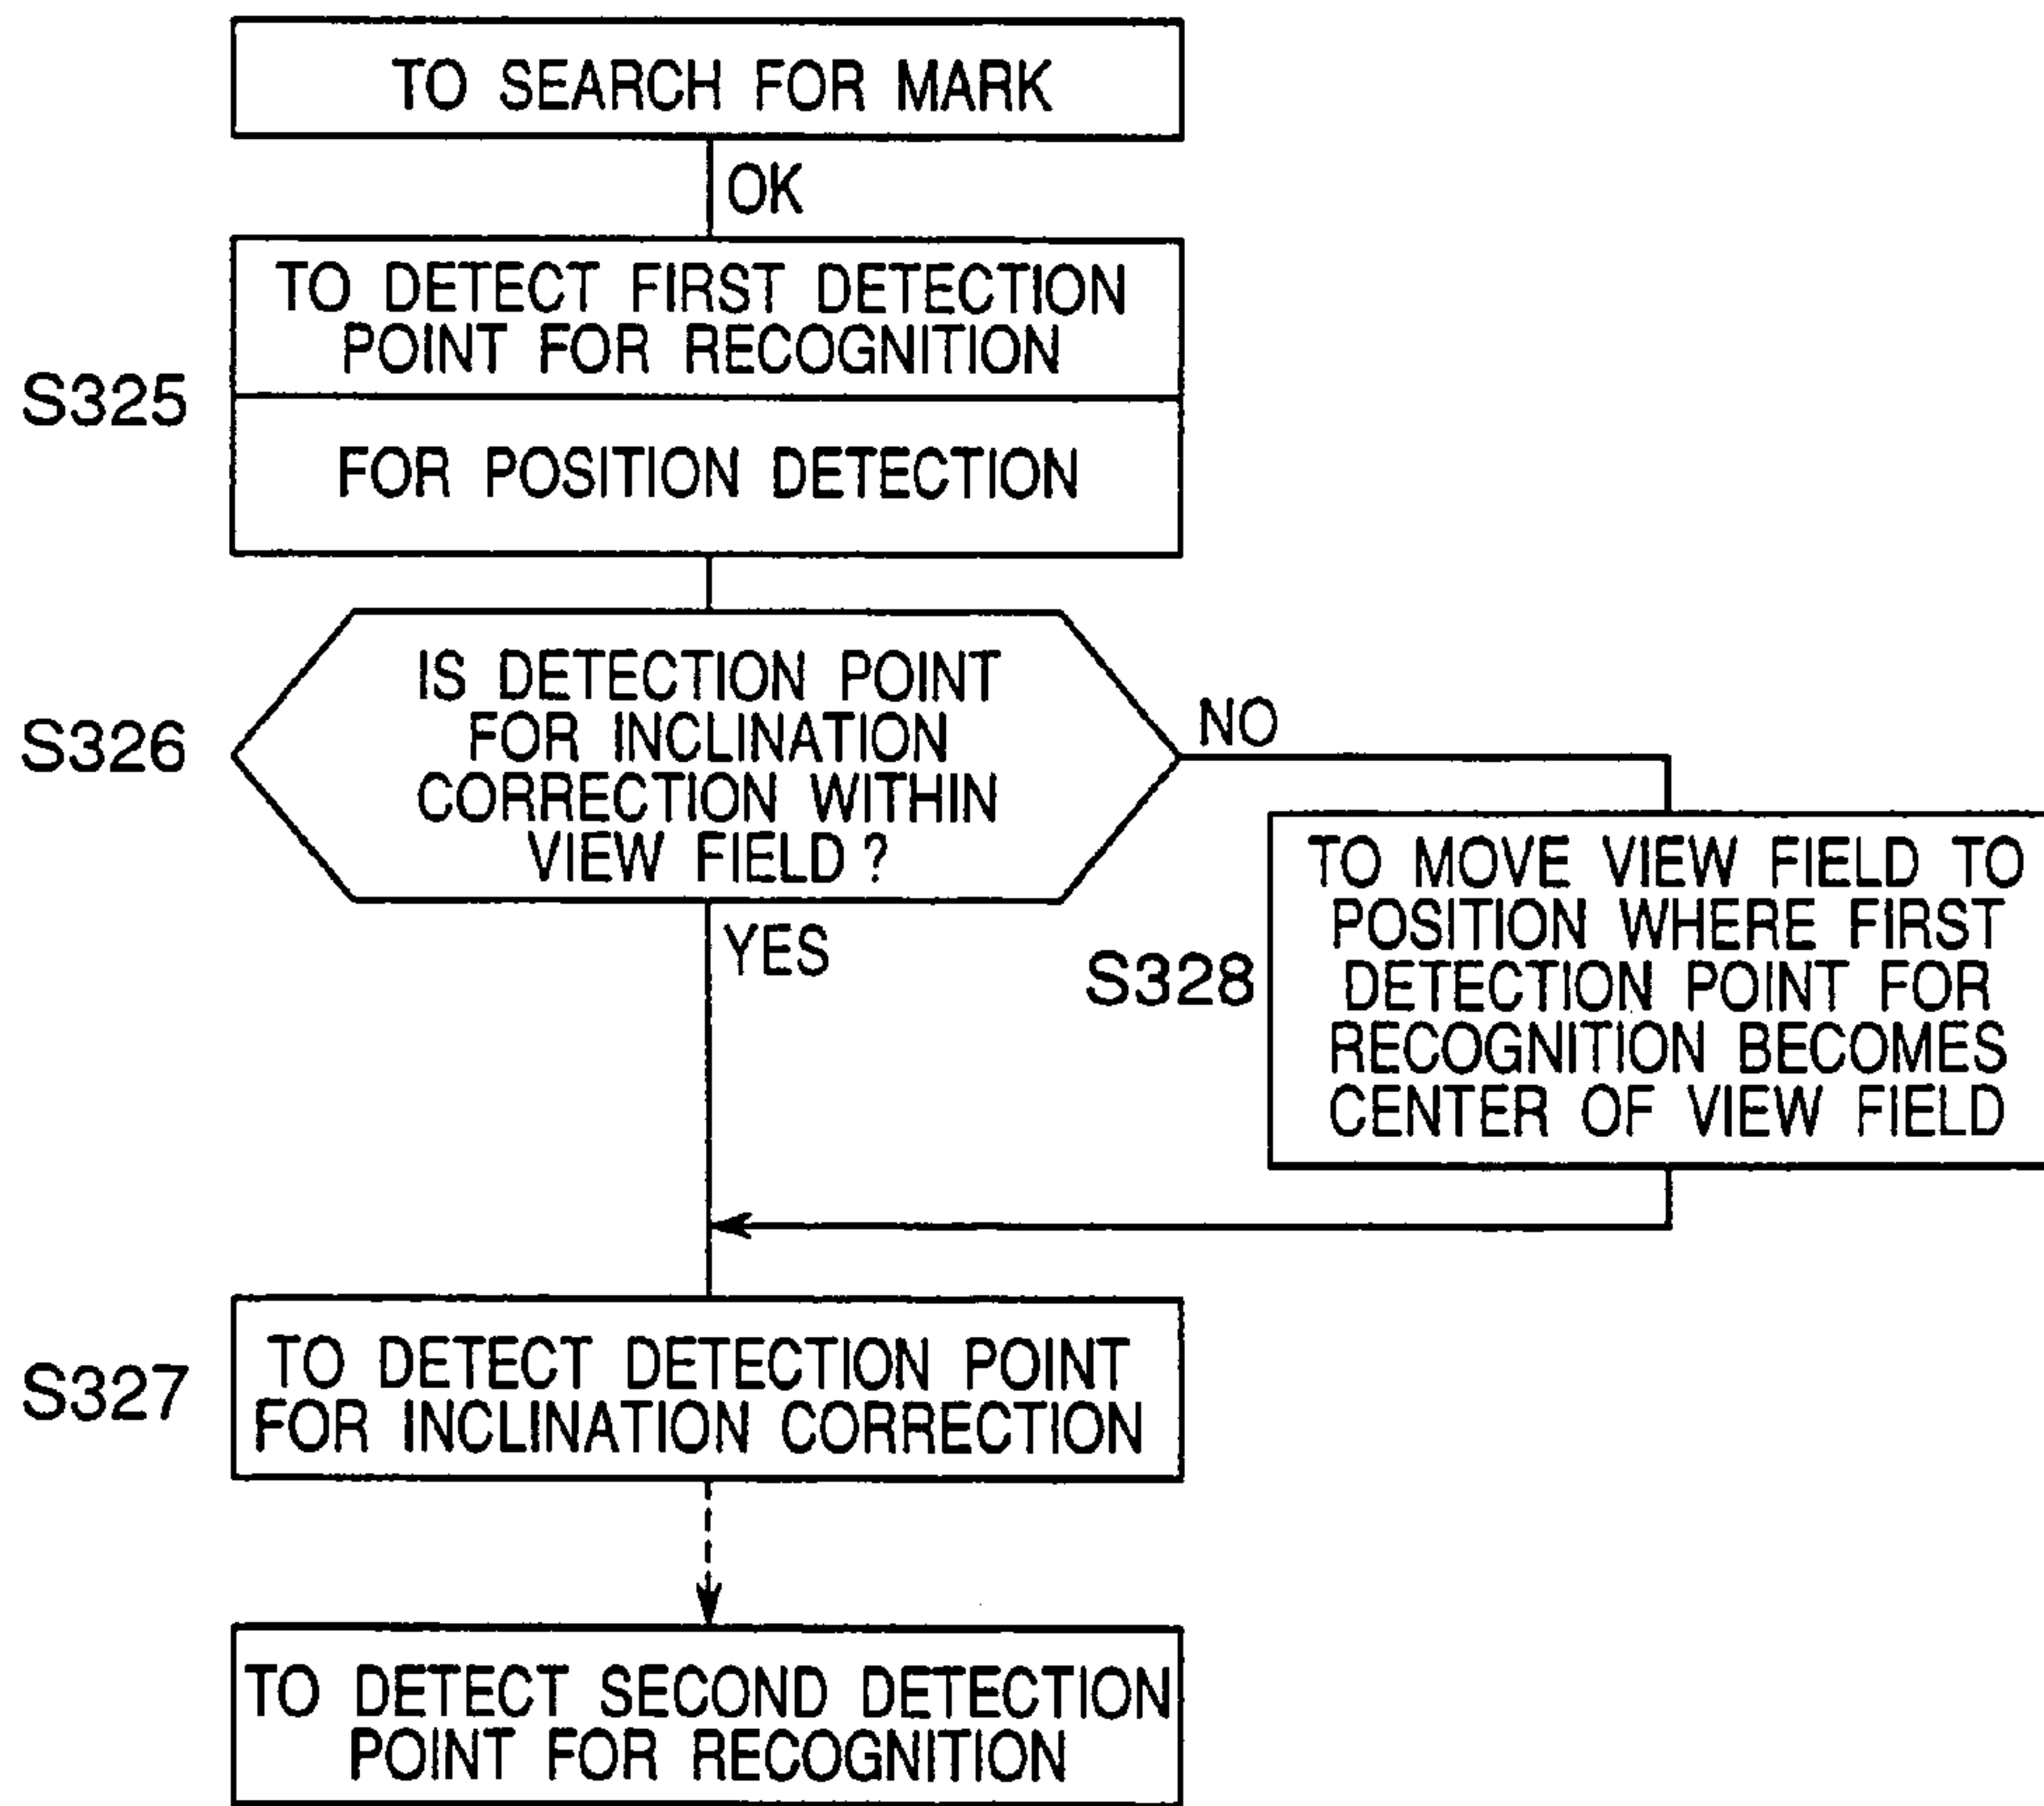 TO SEARCH FOR MARK
OK
TO DETECT FIRST DETECTION
POINT FOR RECOGNITION
S325
FOR POSITION DETECTION
IS DETECTION POINT
FOR INCLINATION
CORRECTION WITHIN
VIEW FIELD ?
S326
NO
YES
S328
TO MOVE VIEW FIELD TO
POSITION WHERE FIRST
DETECTION POINT FOR
RECOGNITION BECOMES
CENTER OF VIEW FIELD
S327
TO DETECT DETECTION POINT
FOR INCLINATION CORRECTION
TO DETECT SECOND DETECTION
POINT FOR RECOGNITION